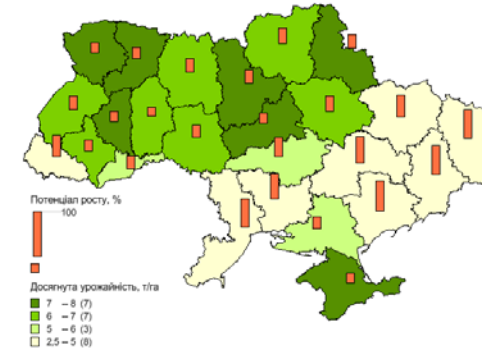 Потенціал росту, %
100
Досягнута урожайність, т/га
7 – 8 (7)
6 – 7 (7)
5 – 6 (3)
2,5 – 5 (8)